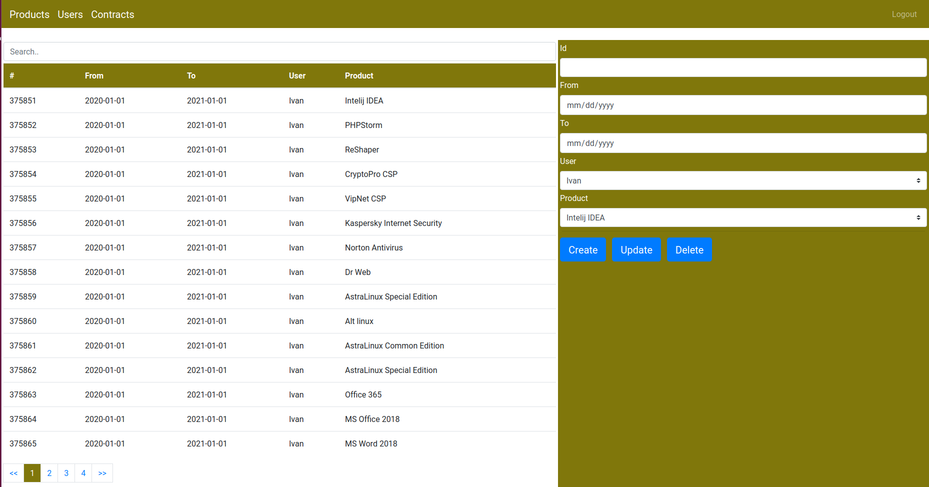 Products Users Contracts Logout
Search..
# From To User Product
375851 2020-01-01 2021-01-01 Ivan Intelij IDEA
375852 2020-01-01 2021-01-01 Ivan PHPStorm
375853 2020-01-01 2021-01-01 Ivan ReShaper
375854 2020-01-01 2021-01-01 Ivan CryptoPro CSP
375855 2020-01-01 2021-01-01 Ivan VipNet CSP
375856 2020-01-01 2021-01-01 Ivan Kaspersky Internet Security
375857 2020-01-01 2021-01-01 Ivan Norton Antivirus
375858 2020-01-01 2021-01-01 Ivan Dr Web
375859 2020-01-01 2021-01-01 Ivan AstraLinux Special Edition
375860 2020-01-01 2021-01-01 Ivan Alt linux
375861 2020-01-01 2021-01-01 Ivan AstraLinux Common Edition
375862 2020-01-01 2021-01-01 Ivan AstraLinux Special Edition
375863 2020-01-01 2021-01-01 Ivan Office 365
375864 2020-01-01 2021-01-01 Ivan MS Office 2018
375865 2020-01-01 2021-01-01 Ivan MS Word 2018
<< 1 2 3 4 >>
Id
From
mm/dd/yyyy
To
mm/dd/yyyy
User
Ivan
Product
Intelij IDEA
Create Update Delete